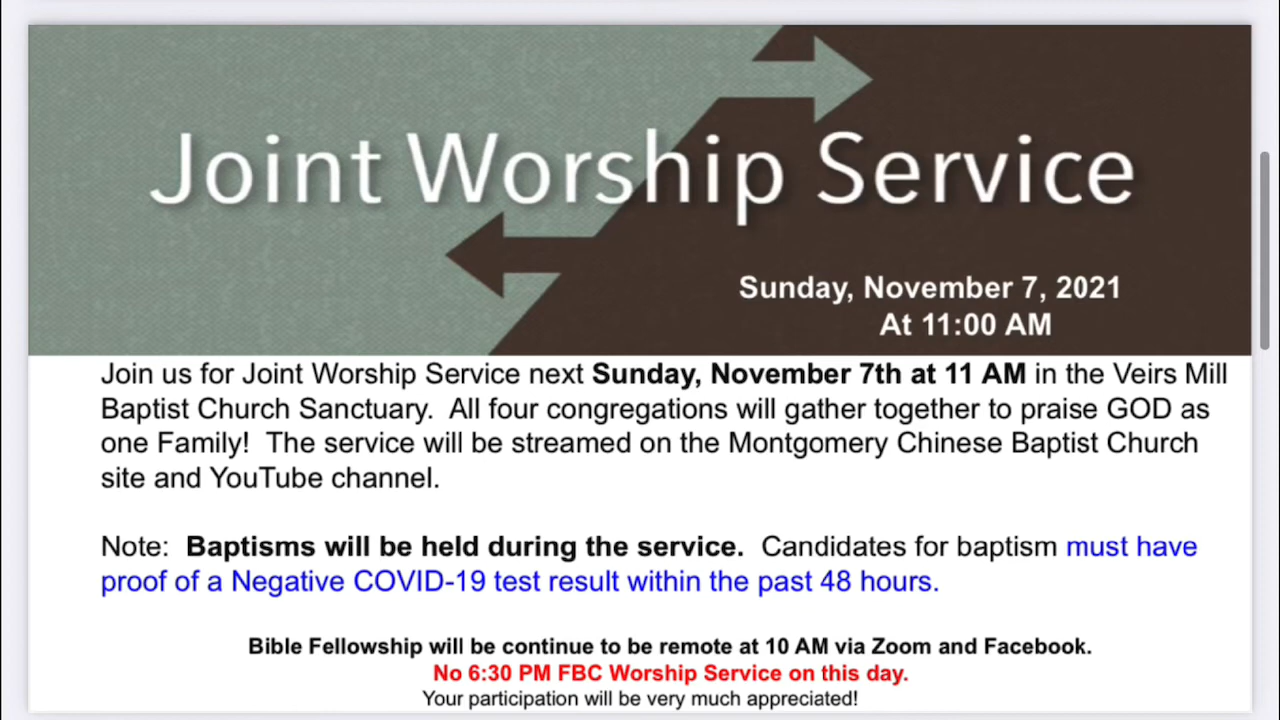 Joint Worship Service
Sunday, November 7, 2021
At 11:00 AM
Join us for Joint Worship Service next Sunday, November 7th at 11 AM in the Veirs Mill
Baptist Church Sanctuary.  All four congregations will gather together to praise GOD as
one Family!  The service will be streamed on the Montgomery Chinese Baptist Church
site and YouTube channel.
Note:  Baptisms will be held during the service.  Candidates for baptism must have
proof of a Negative COVID-19 test result within the past 48 hours.
Bible Fellowship will be continue to be remote at 10 AM via Zoom and Facebook.
No 6:30 PM FBC Worship Service on this day.
Your participation will be very much appreciated!